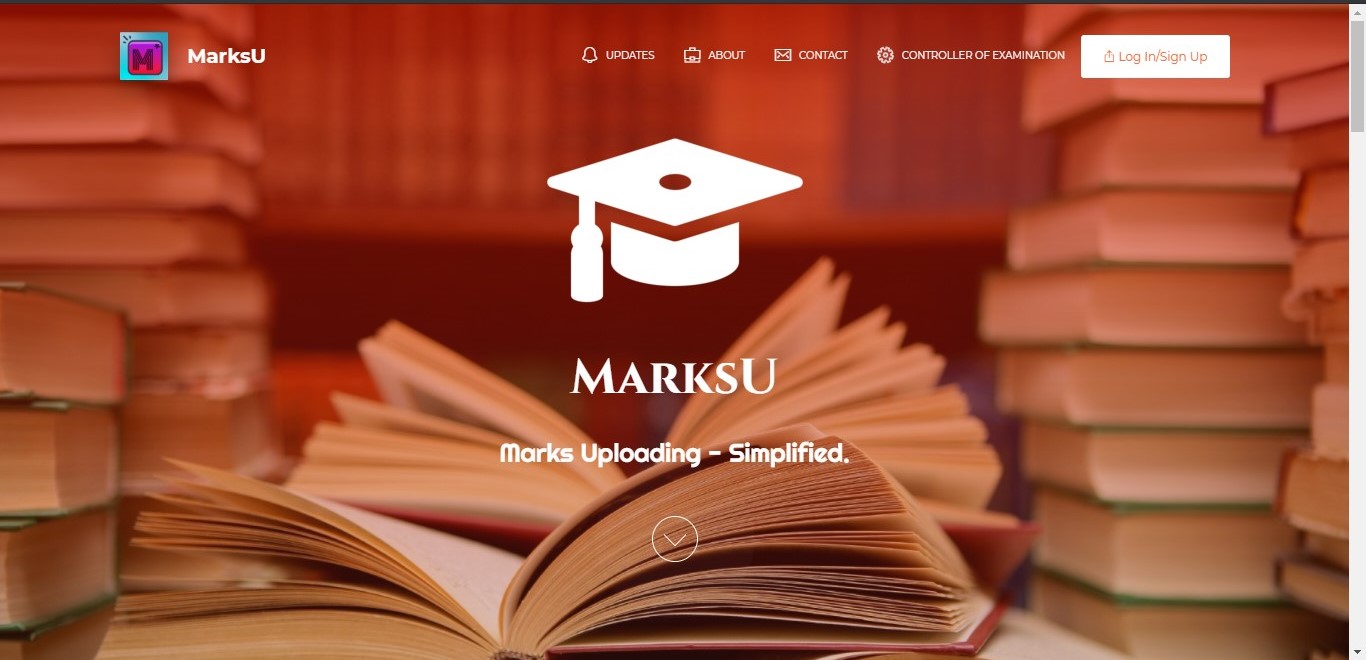 MarksU
UPDATES
ABOUT
CONTACT
CONTROLLER OF EXAMINATION
Log In/Sign Up
MARKSU
Marks Uploading - Simplified.